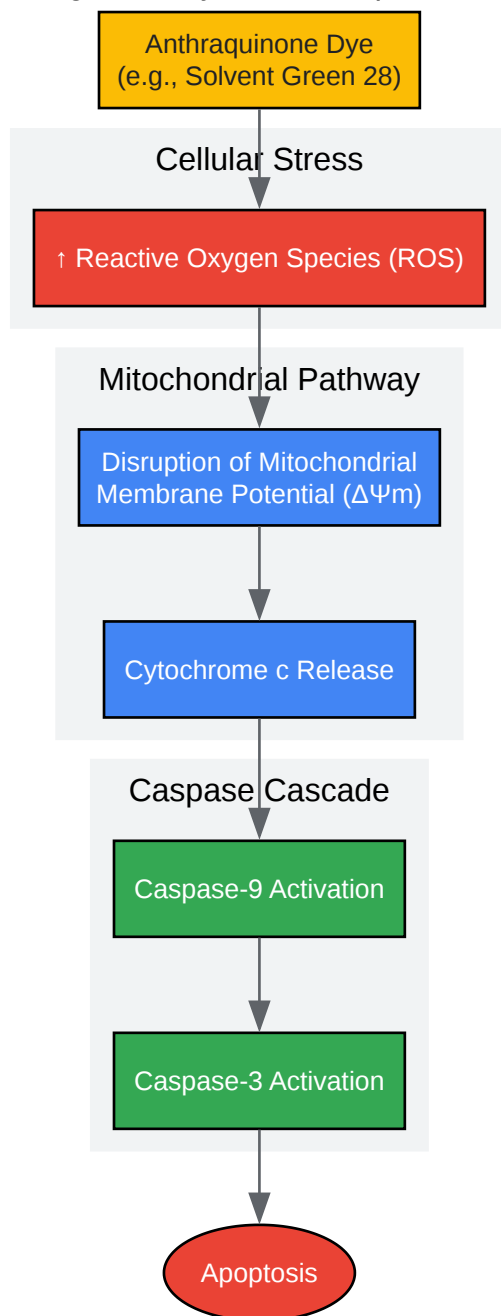 Anthraquinone Dye
(e.g., Solvent Green 28)
Cellular Stress
↑ Reactive Oxygen Species (ROS)
Mitochondrial Pathway
Disruption of Mitochondrial
Membrane Potential (ΔΨm)
Cytochrome c Release
Caspase Cascade
Caspase-9 Activation
Caspase-3 Activation
Apoptosis